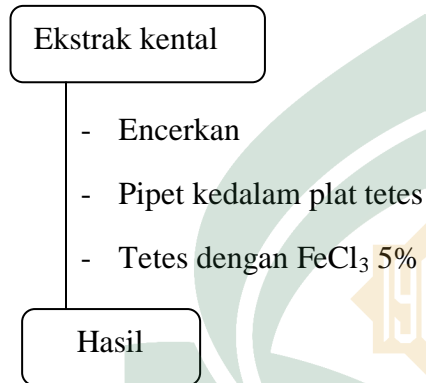 Ekstrak kental
- Encerkan
- Pipet kedalam plat tetes
- Tetes dengan FeCl₃ 5%
Hasil